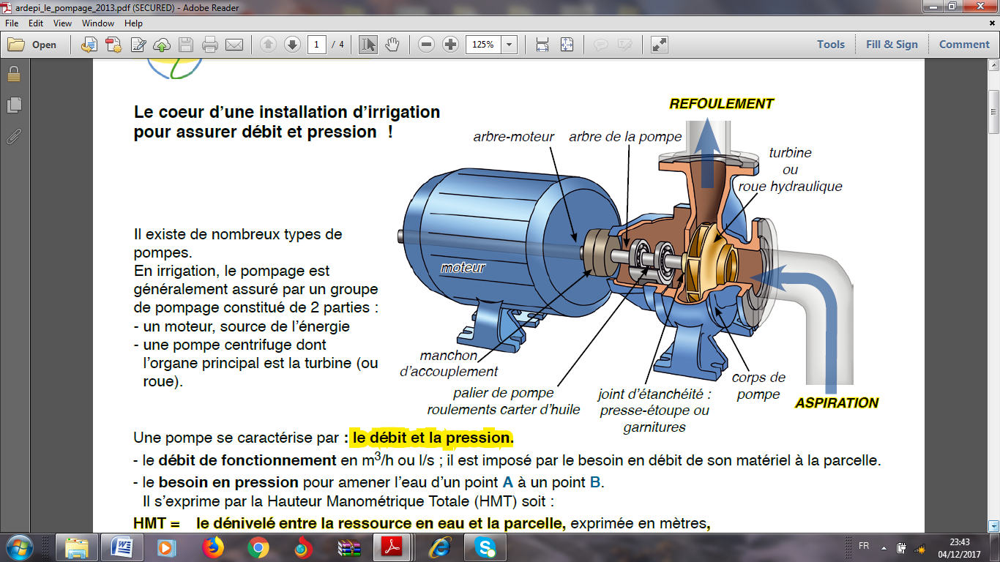 ardepi_le_pompage_2013.pdf (SECURED) - Adobe Reader
File Edit View Window Help
Open 1 / 4 125% Tools Fill & Sign Comment
Le coeur d’une installation d’irrigation
pour assurer débit et pression !
REFOULEMENT
arbre-moteur arbre de la pompe
turbine
ou
roue hydraulique
Il existe de nombreux types de
pompes.
En irrigation, le pompage est
généralement assuré par un groupe
de pompage constitué de 2 parties :
- un moteur, source de l’énergie
- une pompe centrifuge dont
l’organe principal est la turbine (ou
roue).
moteur
manchon
d’accouplement
palier de pompe
roulements carter d’huile
joint d’étanchéité :
presse-étoupe ou
garnitures
corps de
pompe
ASPIRATION
Une pompe se caractérise par : le débit et la pression.
- le débit de fonctionnement en m³/h ou l/s ; il est imposé par le besoin en débit de son matériel à la parcelle.
- le besoin en pression pour amener l’eau d’un point A à un point B.
Il s’exprime par la Hauteur Manométrique Totale (HMT) soit :
HMT = le dénivelé entre la ressource en eau et la parcelle, exprimée en mètres,
FR
23:43
04/12/2017